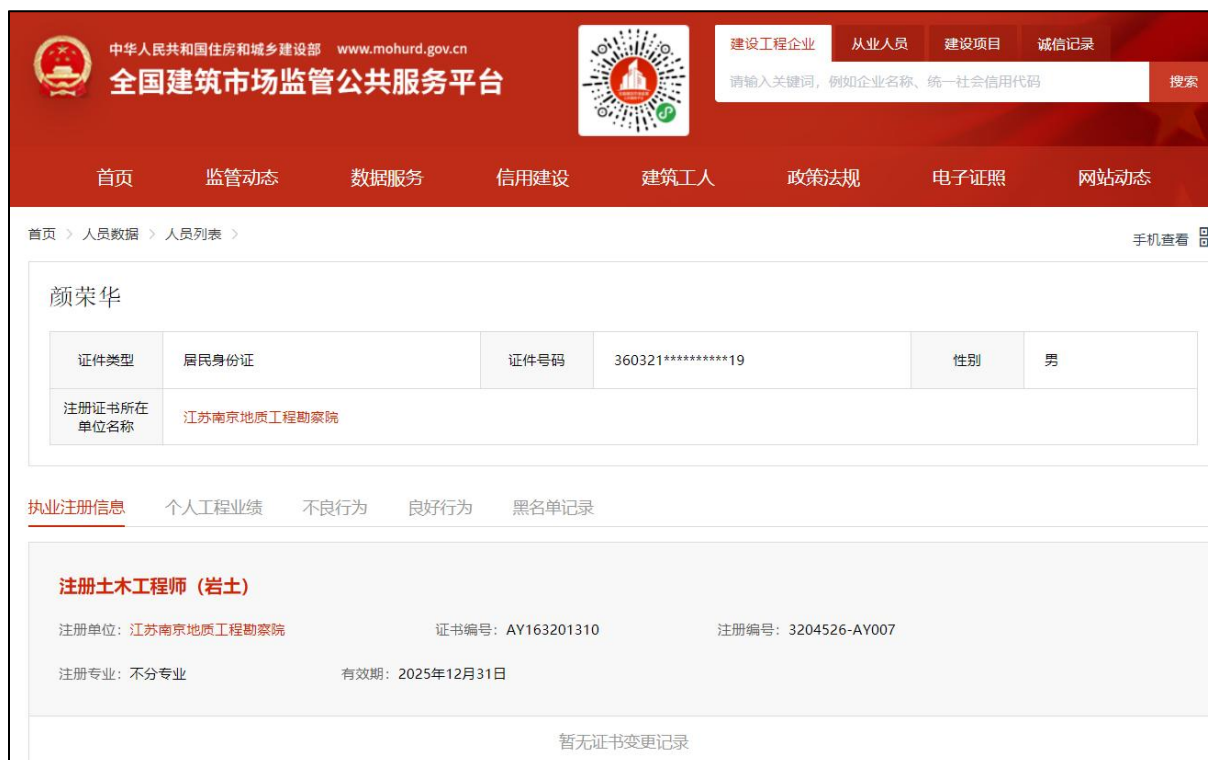 中华人民共和国住房和城乡建设部 www.mohurd.gov.cn
全国建筑市场监管公共服务平台
建设工程企业 从业人员 建设项目 诚信记录
请输入关键词，例如企业名称、统一社会信用代码 搜索
首页 监管动态 数据服务 信用建设 建筑工人 政策法规 电子证照 网站动态
首页 > 人员数据 > 人员列表 >
手机查看
颜荣华
证件类型 居民身份证 证件号码 360321**********19 性别 男
注册证书所在
单位名称
江苏南京地质工程勘察院
执业注册信息 个人工程业绩 不良行为 良好行为 黑名单记录
注册土木工程师（岩土）
注册单位：江苏南京地质工程勘察院 证书编号：AY163201310 注册编号：3204526-AY007
注册专业：不分专业 有效期：2025年12月31日
暂无证书变更记录